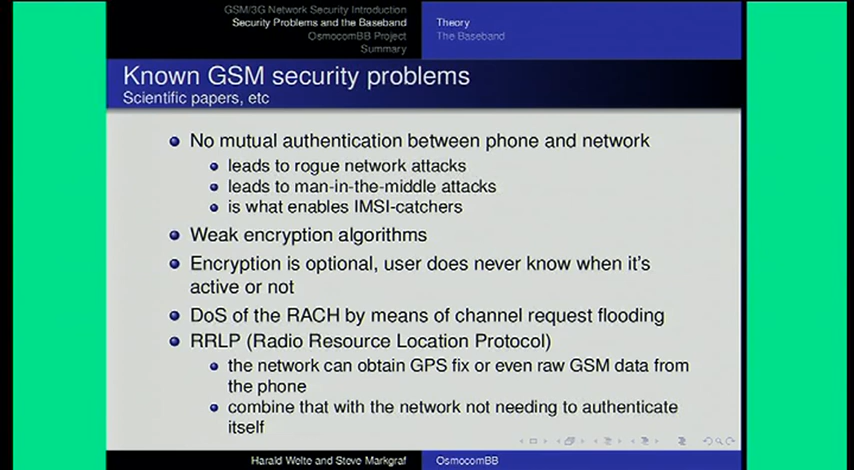 GSM/3G Network Security Introduction
Security Problems and the Baseband
OsmocomBB Project
Summary
Theory
The Baseband
Known GSM security problems
Scientific papers, etc
No mutual authentication between phone and network
leads to rogue network attacks
leads to man-in-the-middle attacks
is what enables IMSI-catchers
Weak encryption algorithms
Encryption is optional, user does never know when it's
active or not
DoS of the RACH by means of channel request flooding
RRLP (Radio Resource Location Protocol)
the network can obtain GPS fix or even raw GSM data from
the phone
combine that with the network not needing to authenticate
itself
Harald Welte and Steve Markgraf
OsmocomBB